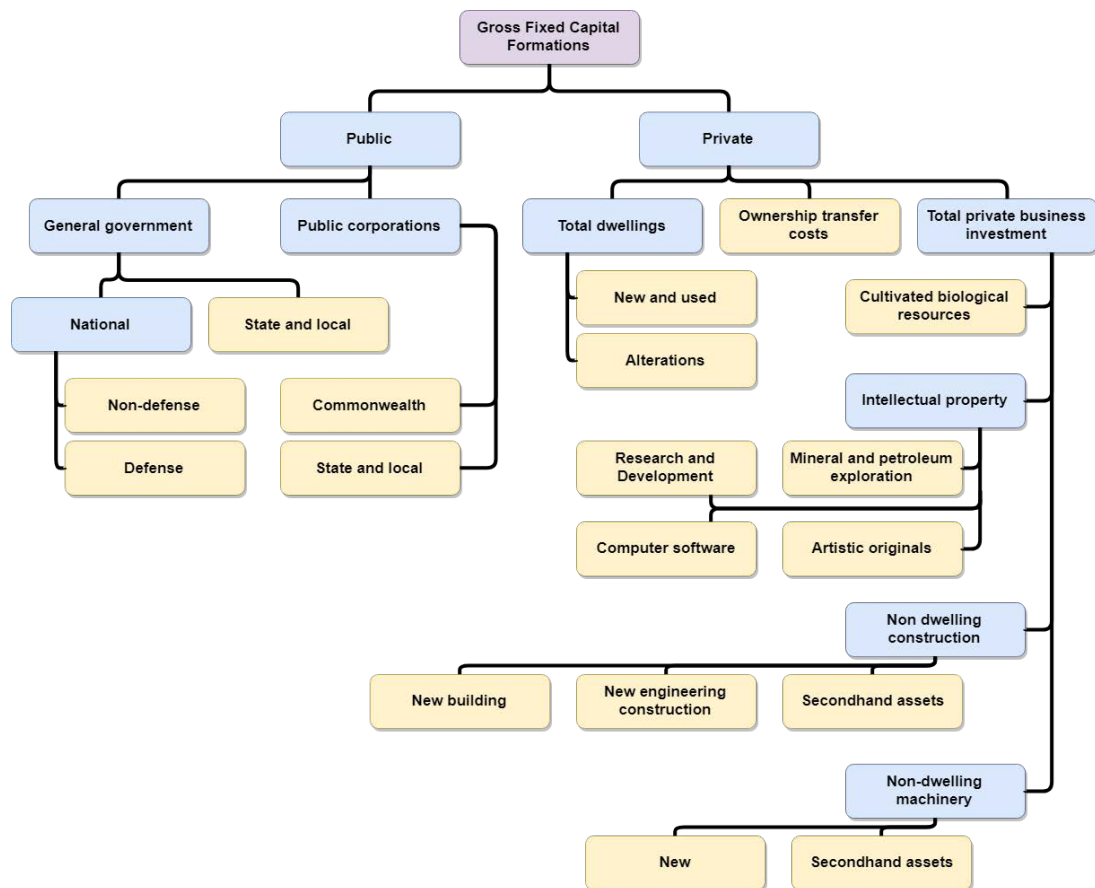 Gross Fixed Capital
Formations
Public
Private
General government
Public corporations
Total dwellings
Ownership transfer
costs
Total private business
investment
National
State and local
New and used
Cultivated biological
resources
Alterations
Non-defense
Commonwealth
Intellectual property
Defense
State and local
Research and
Development
Mineral and petroleum
exploration
Computer software
Artistic originals
Non dwelling
construction
New building
New engineering
construction
Secondhand assets
Non-dwelling
machinery
New
Secondhand assets